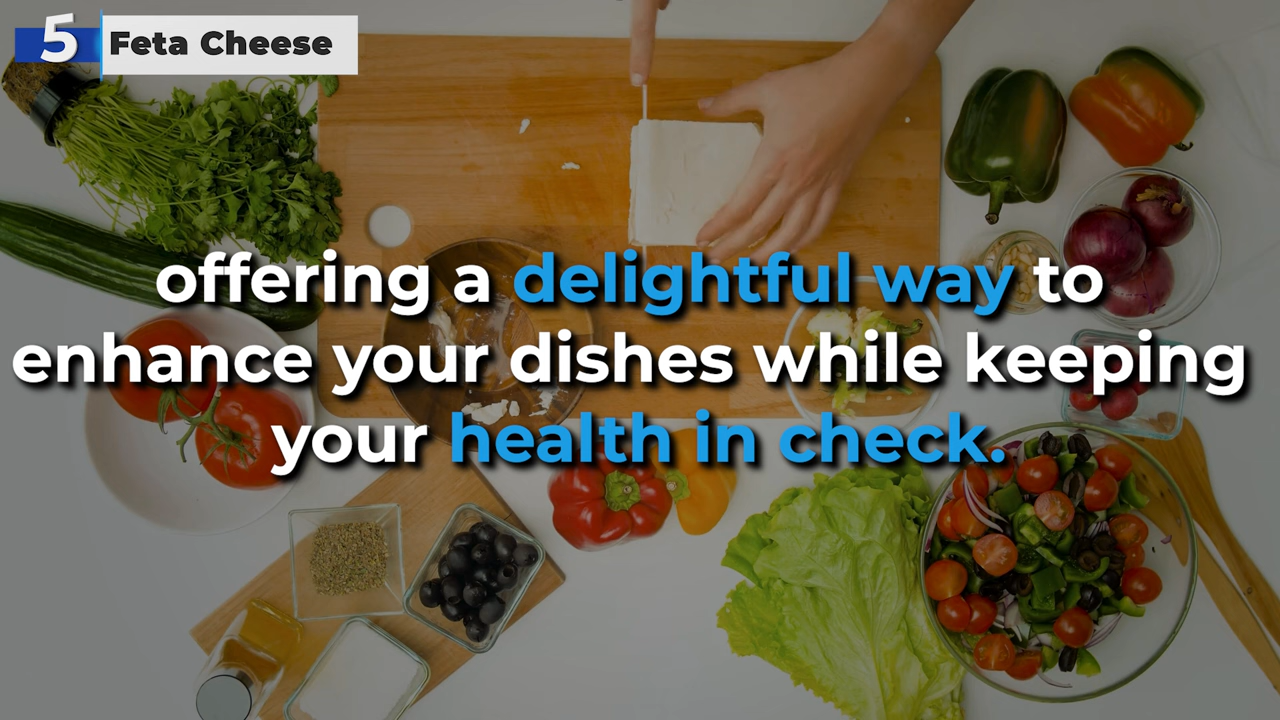 5 Feta Cheese
offering a delightful way to
enhance your dishes while keeping
your health in check.